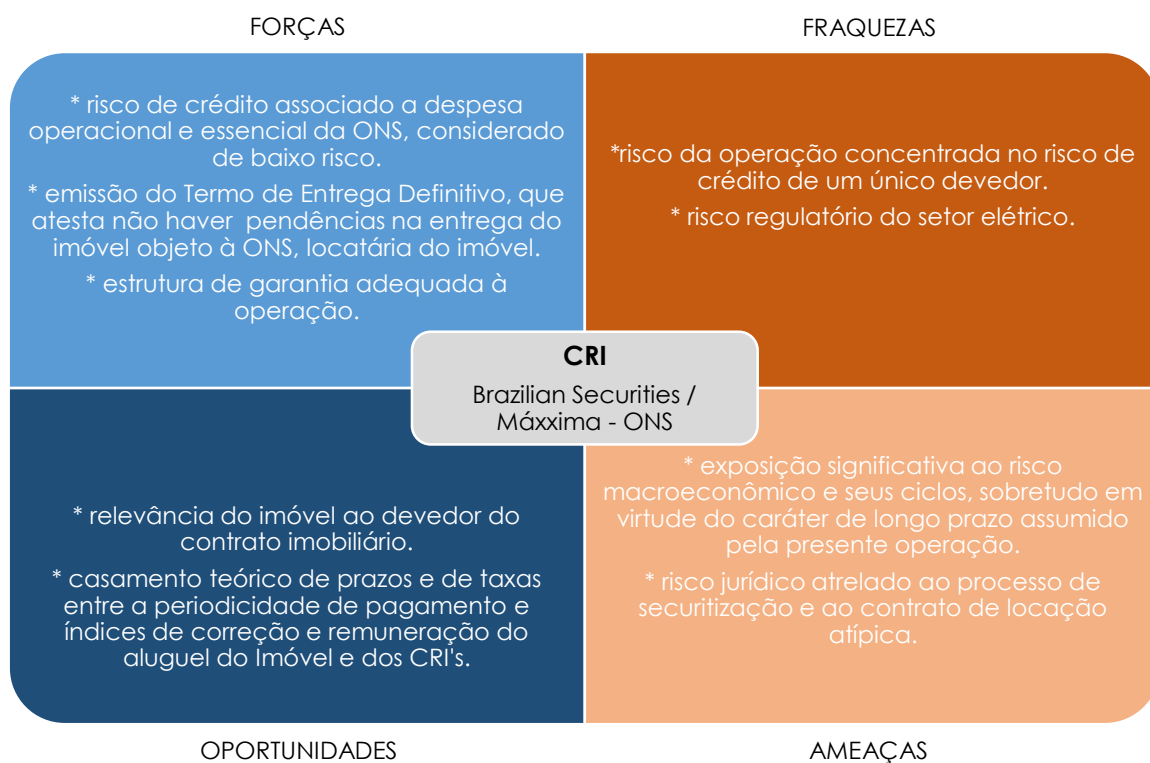 FORÇAS
FRAQUEZAS
* risco de crédito associado a despesa
operacional e essencial da ONS, considerado
de baixo risco.
* emissão do Termo de Entrega Definitivo, que
atesta não haver pendências na entrega do
imóvel objeto à ONS, locatária do imóvel.
* estrutura de garantia adequada à
operação.
*risco da operação concentrada no risco de
crédito de um único devedor.
* risco regulatório do setor elétrico.
CRI
Brazilian Securities /
Máxxima - ONS
* relevância do imóvel ao devedor do
contrato imobiliário.
* casamento teórico de prazos e de taxas
entre a periodicidade de pagamento e
índices de correção e remuneração do
aluguel do Imóvel e dos CRI's.
* exposição significativa ao risco
macroeconômico e seus ciclos, sobretudo em
virtude do caráter de longo prazo assumido
pela presente operação.
* risco jurídico atrelado ao processo de
securitização e ao contrato de locação
atípica.
OPORTUNIDADES
AMEAÇAS